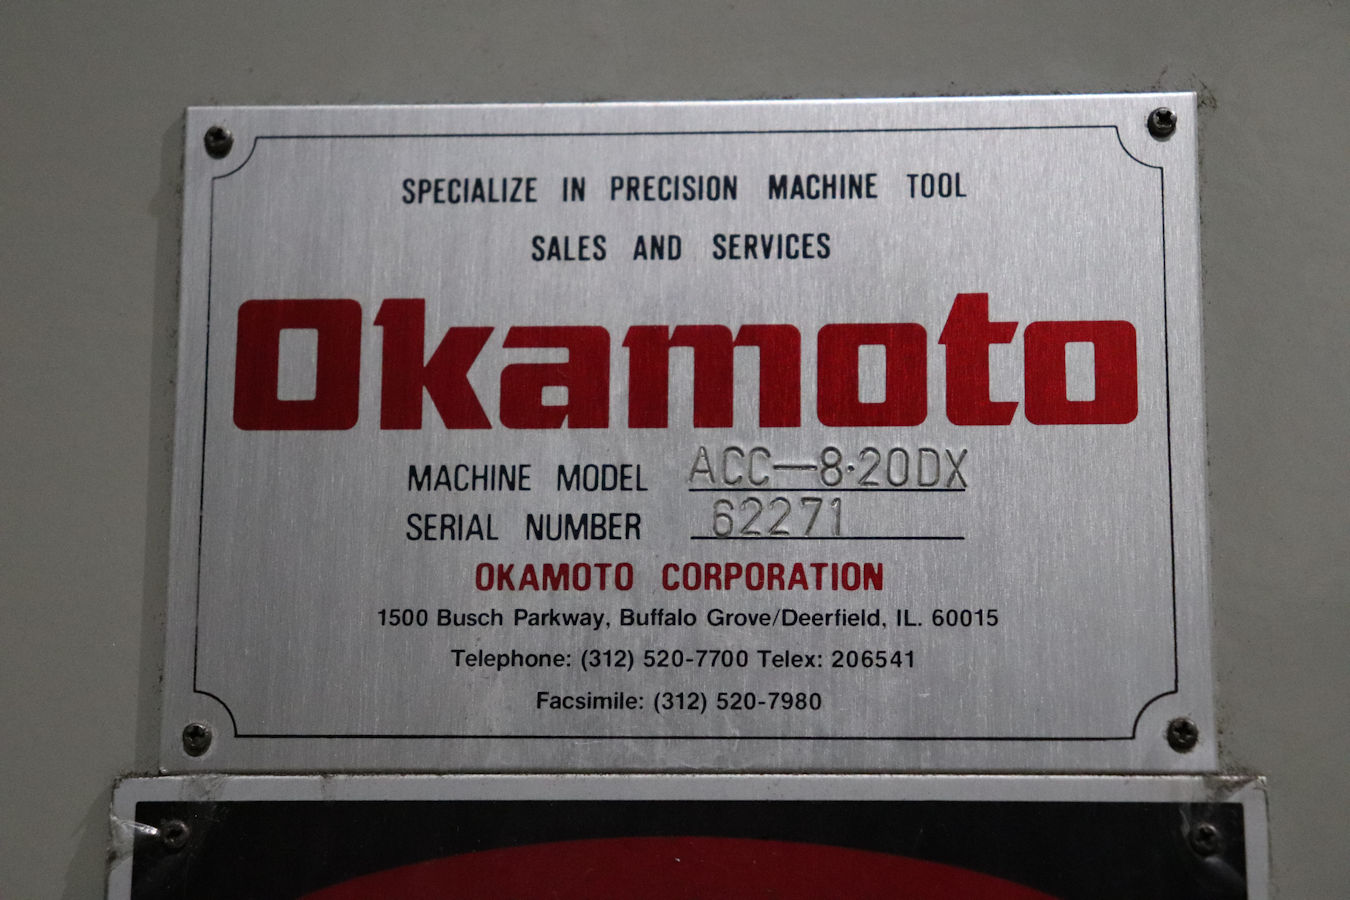 SPECIALIZE IN PRECISION MACHINE TOOL
SALES AND SERVICES
Okamoto
MACHINE MODEL ACC-8·20DX
SERIAL NUMBER 62271
OKAMOTO CORPORATION
1500 Busch Parkway, Buffalo Grove/Deerfield, IL. 60015
Telephone: (312) 520-7700 Telex: 206541
Facsimile: (312) 520-7980